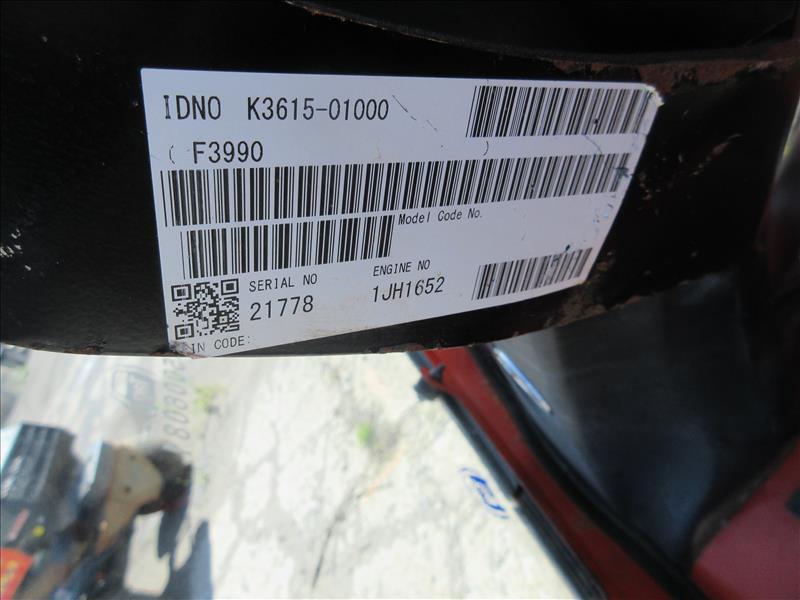 IDNO K3615-01000
( F3990 )
Model Code No.
SERIAL NO
21778
ENGINE NO
1JH1652
IN CODE: